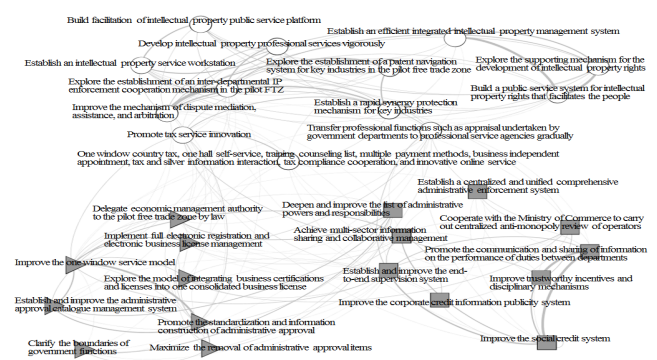 Build facilitation of intellectual property public service platform
Establish an efficient integrated intellectual property management system
Develop intellectual property professional services vigorously
Establish an intellectual property service workstation
Explore the establishment of a patent navigation
system for key industries in the pilot free trade zone
Explore the supporting mechanism for the
development of intellectual property rights
Explore the establishment of an inter-departmental IP
enforcement cooperation mechanism in the pilot FTZ
Build a public service system for intellectual
property rights that facilitates the people
Improve the mechanism of dispute mediation,
assistance, and arbitration
Establish a rapid synergy protection
mechanism for key industries
Promote tax service innovation
Transfer professional functions such as appraisal undertaken by
government departments to professional service agencies gradually
One window country tax, one hall self-service, training, counseling list, multiple payment methods, business independent
appointment, tax and silver information interaction, tax compliance cooperation, and innovative online service
Establish a centralized and unified comprehensive
administrative enforcement system
Delegate economic management authority
to the pilot free trade zone by law
Deepen and improve the list of administrative
powers and responsibilities
Cooperate with the Ministry of Commerce to carry
out centralized anti-monopoly review of operators
Implement full electronic registration and
electronic business license management
Achieve multi-sector information
sharing and collaborative management
Promote the communication and sharing of information
on the performance of duties between departments
Improve the one window service model
Explore the model of integrating business certifications
and licenses into one consolidated business license
Establish and improve the end-
to-end supervision system
Improve trustworthy incentives and
disciplinary mechanisms
Establish and improve the administrative
approval catalogue management system
Improve the corporate credit information publicity system
Promote the standardization and information
construction of administrative approval
Clarify the boundaries of
government functions
Maximize the removal of administrative approval items
Improve the social credit system